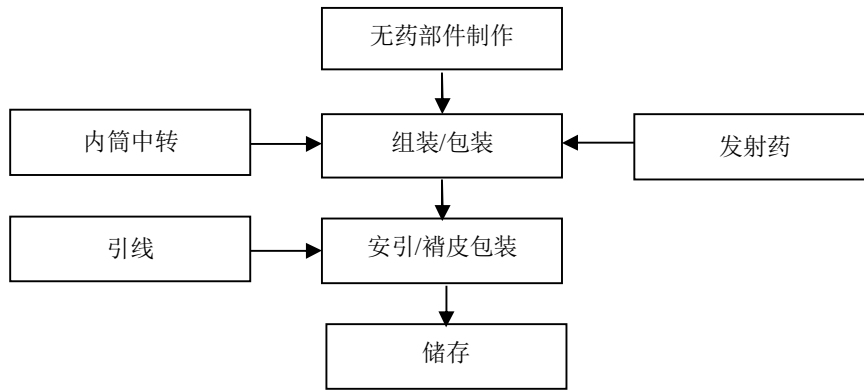 无药部件制作
内筒中转
组装/包装
发射药
引线
安引/褙皮包装
储存